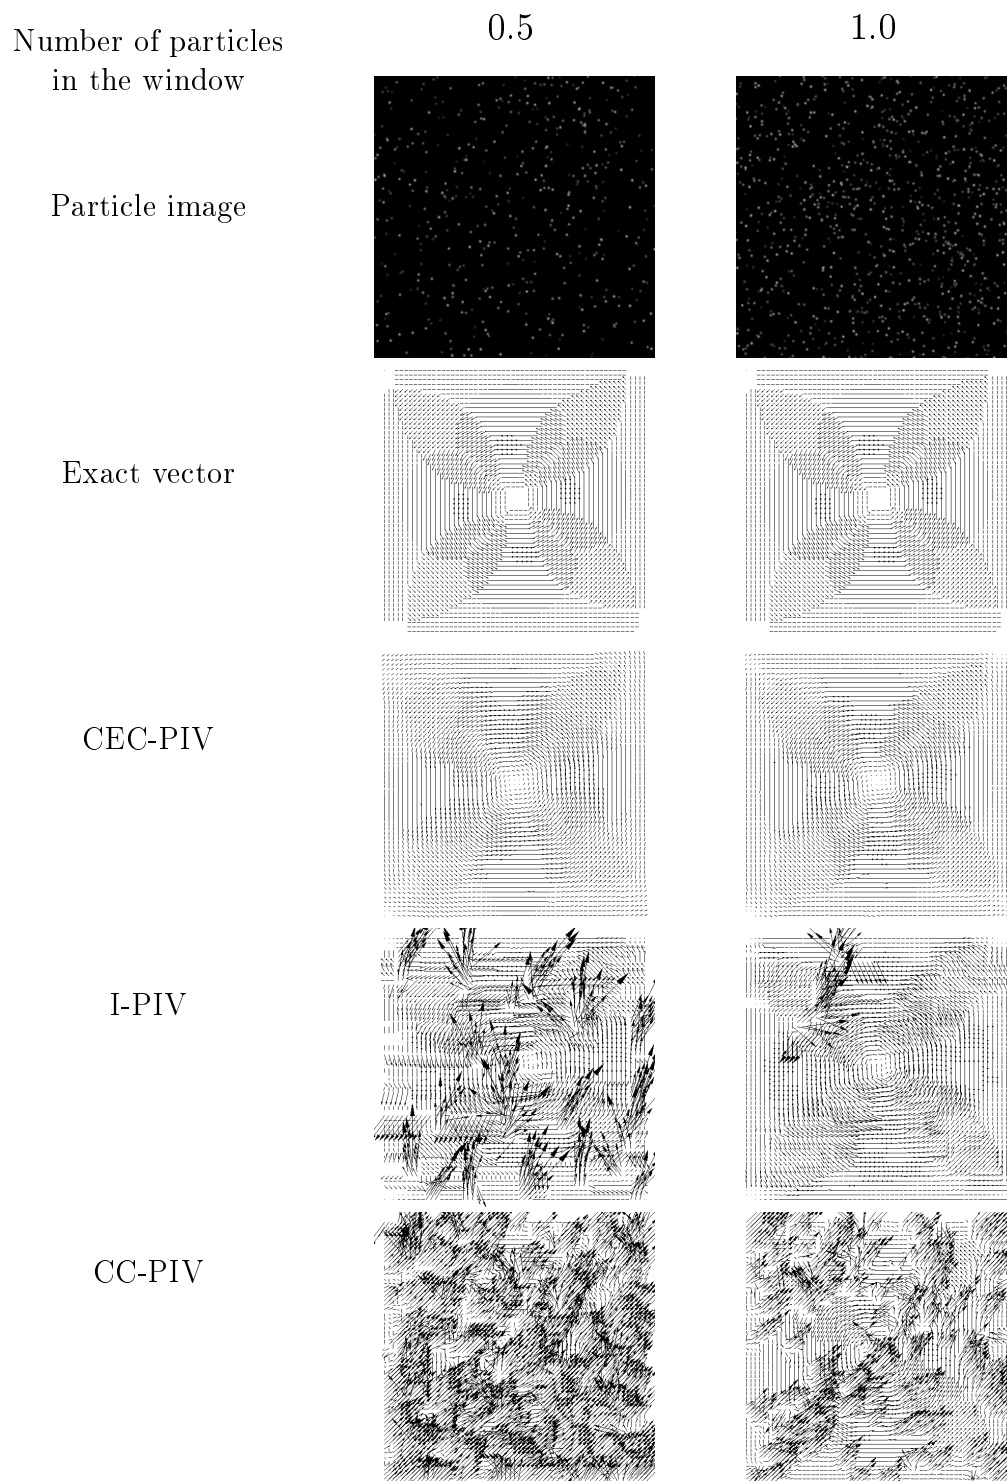 Number of particles
in the window
0.5
1.0
Particle image
Exact vector
CEC-PIV
I-PIV
CC-PIV